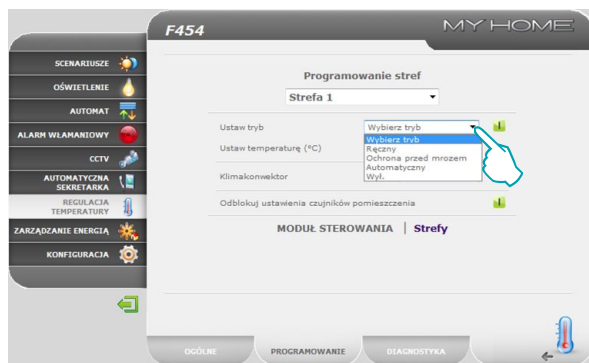 F454
MY HOME
SCENARIUSZE
OŚWIETLENIE
AUTOMAT
ALARM WŁAMANIOWY
CCTV
AUTOMATYCZNA
SEKRETARKA
REGULACJA
TEMPERATURY
ZARZĄDZANIE ENERGIĄ
KONFIGURACJA
Programowanie stref
Strefa 1
Ustaw tryb
Wybierz tryb
Wybierz tryb
Ręczny
Ochrona przed mrozem
Automatyczny
Wył.
Ustaw temperaturę (°C)
Klimakonwektor
Odblokuj ustawienia czujników pomieszczenia
MODUŁ STEROWANIA | Strefy
OGÓLNE
PROGRAMOWANIE
DIAGNOSTYKA